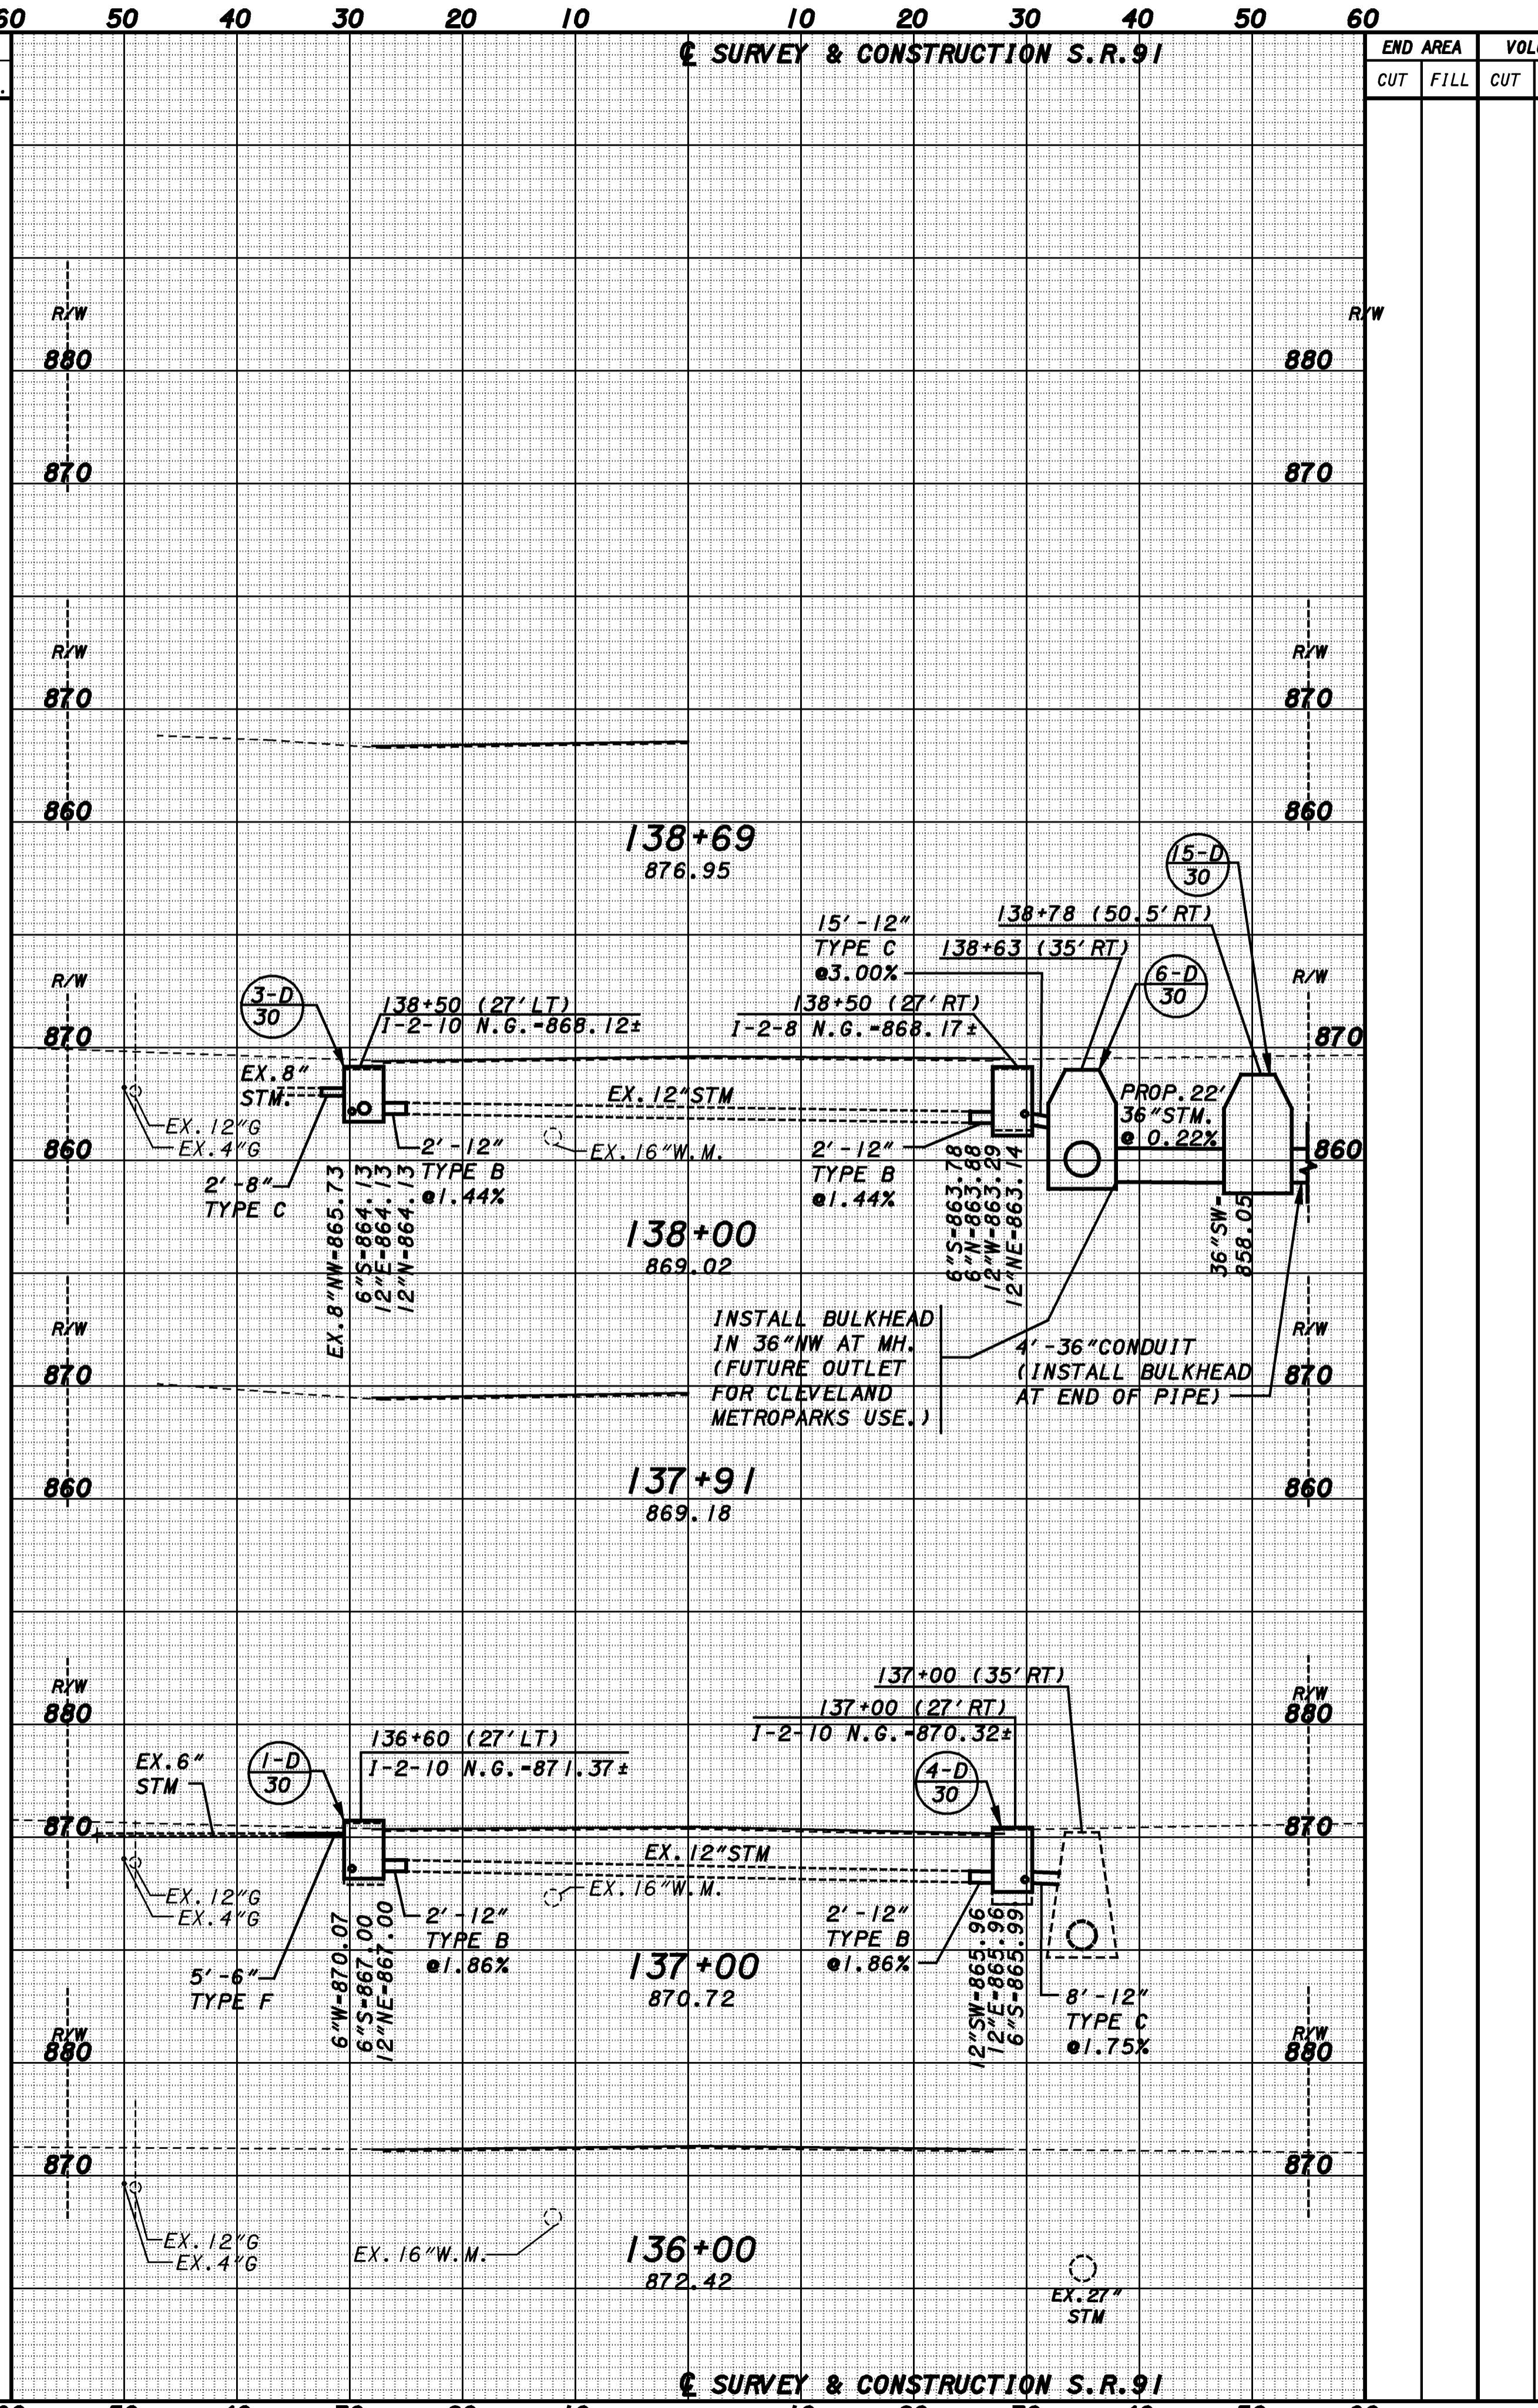 60 50 40 30 20 10 10 20 30 40 50 60
℄ SURVEY & CONSTRUCTION S.R.91
END AREA
CUT FILL CUT
R/W R/W
880 880
870 870
R/W R/W
870 870
860 860
138+69
876.95
15-D
30
15'-12"
TYPE C
@3.00%
138+78 (50.5' RT)
138+63 (35' RT)
6-D
30
R/W R/W
3-D
30
138+50 (27' LT)
I-2-10 N.G.=868.12±
138+50 (27' RT)
I-2-8 N.G.=868.17±
870 870
EX.8"
STM.
EX.12"STM
PROP.22'
36"STM.
@ 0.22%
EX.12"G
EX.4"G
2'-8"
TYPE C
2'-12"
TYPE B
@1.44%
EX.16"W.M.
2'-12"
TYPE B
@1.44%
860 860
EX.8"NW=865.73
6"S=864.13
12"E=864.13
12"N=864.13
6"S=863.78
6"N=863.88
12"W=863.29
12"NE=863.14
36"SW=
858.05
138+00
869.02
INSTALL BULKHEAD
IN 36"NW AT MH.
(FUTURE OUTLET
FOR CLEVELAND
METROPARKS USE.)
4'-36"CONDUIT
(INSTALL BULKHEAD
AT END OF PIPE)
R/W R/W
870 870
860 860
137+91
869.18
137+00 (35' RT)
R/W R/W
880 880
137+00 (27' RT)
I-2-10 N.G.=870.32±
136+60 (27' LT)
I-2-10 N.G.=871.37±
EX.6"
STM
1-D
30
4-D
30
870 870
EX.12"STM
EX.12"G
EX.4"G
EX.16"W.M.
5'-6"
TYPE F
2'-12"
TYPE B
@1.86%
2'-12"
TYPE B
@1.86%
6"W=870.07
6"S=867.00
12"NE=867.00
12"SW=865.96
12"E=865.96
6"S=865.99
8'-12"
TYPE C
@1.75%
137+00
870.72
R/W R/W
880 880
870 870
EX.12"G
EX.4"G
EX.16"W.M.
136+00
872.42
EX.27"
STM
℄ SURVEY & CONSTRUCTION S.R.91